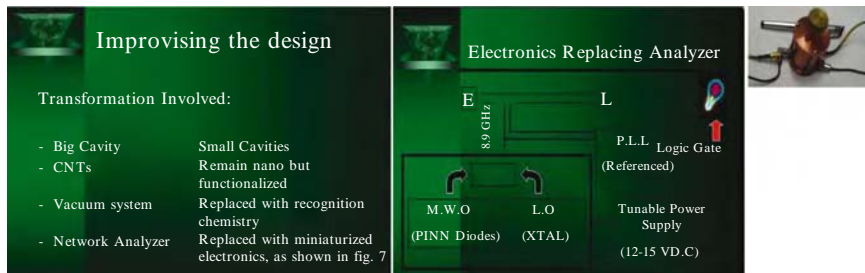 Improvising the design
Transformation Involved:
- Big Cavity Small Cavities
- CNTs Remain nano but
functionalized
- Vacuum system Replaced with recognition
chemistry
- Network Analyzer Replaced with miniaturized
electronics, as shown in fig. 7
Electronics Replacing Analyzer
E L
8.9 GHz
P.L.L Logic Gate
(Referenced)
M.W.O L.O Tunable Power
Supply
(PINN Diodes) (XTAL)
(12-15 VD.C)